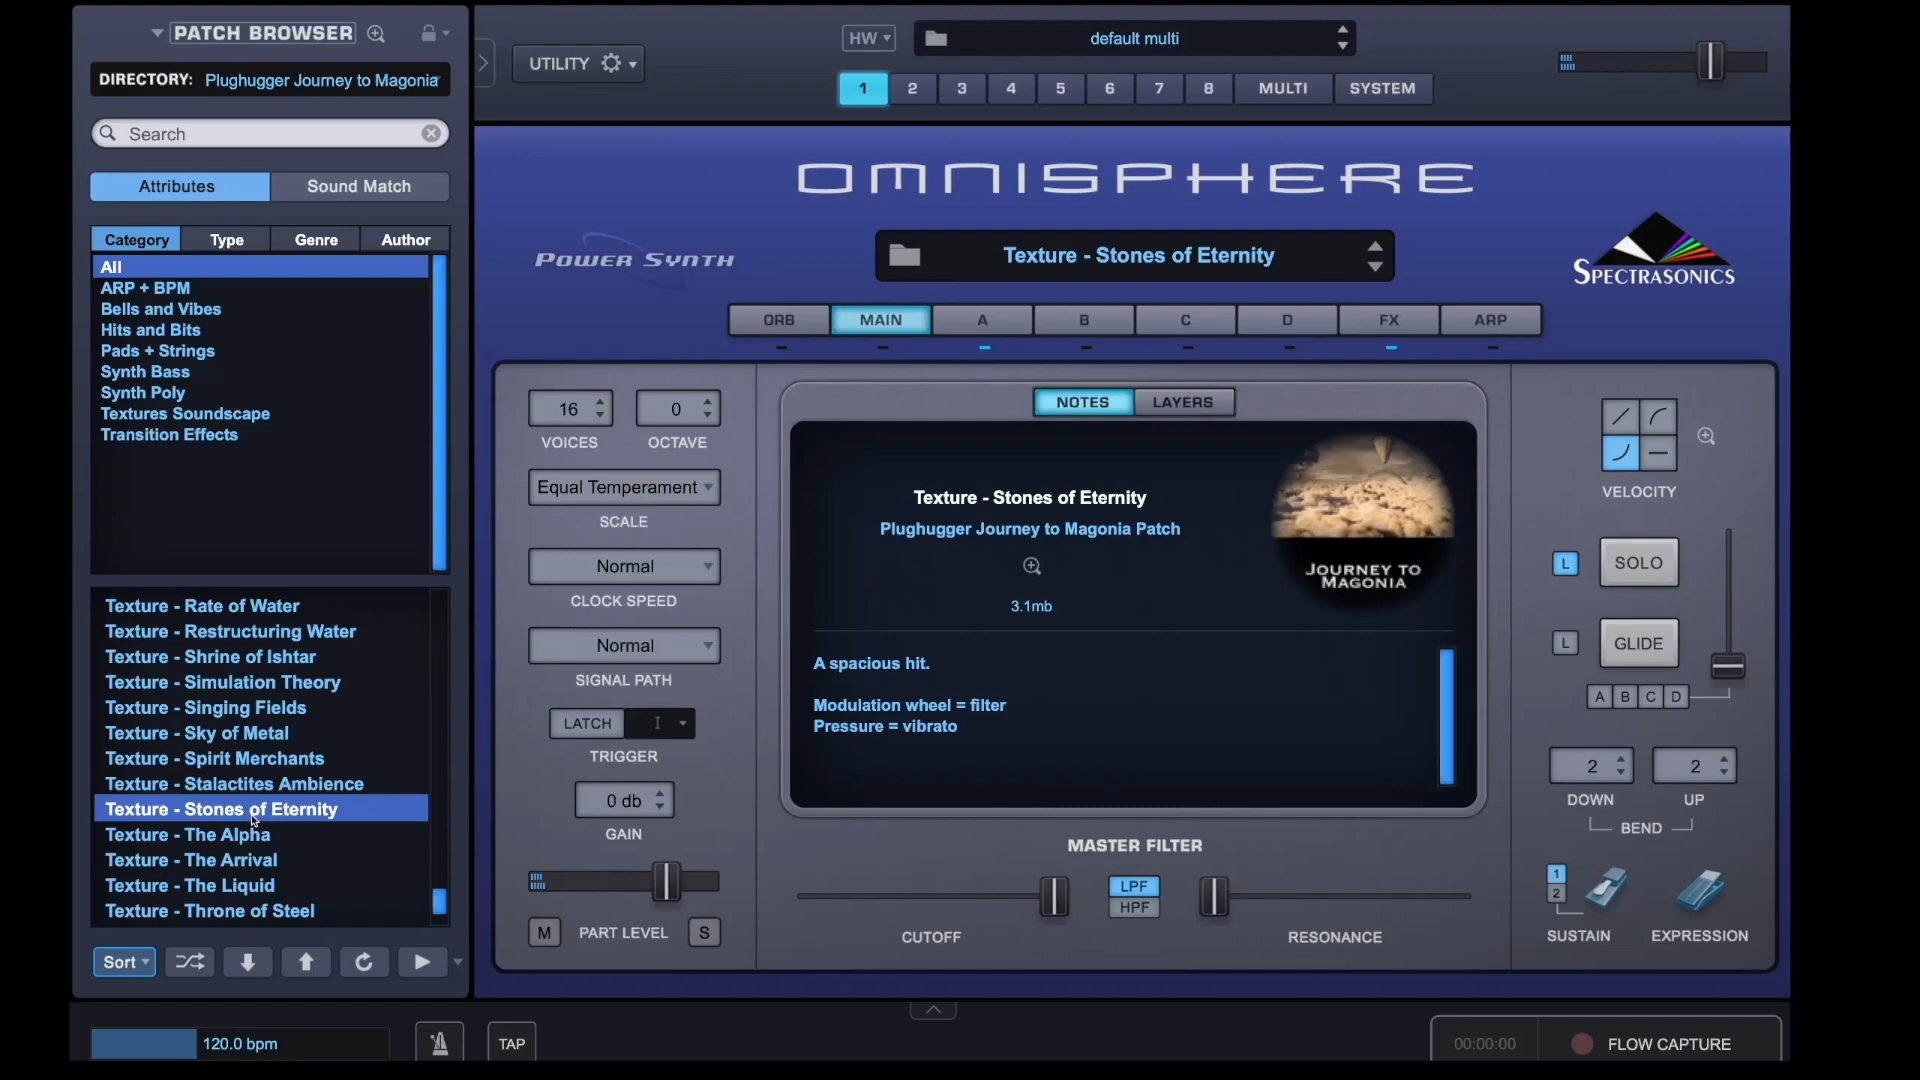 PATCH BROWSER
DIRECTORY: Plughugger Journey to Magonia
Search
Attributes
Sound Match
Category
Type
Genre
Author
All
ARP + BPM
Bells and Vibes
Hits and Bits
Pads + Strings
Synth Bass
Synth Poly
Textures Soundscape
Transition Effects
Texture - Rate of Water
Texture - Restructuring Water
Texture - Shrine of Ishtar
Texture - Simulation Theory
Texture - Singing Fields
Texture - Sky of Metal
Texture - Spirit Merchants
Texture - Stalactites Ambience
Texture - Stones of Eternity
Texture - The Alpha
Texture - The Arrival
Texture - The Liquid
Texture - Throne of Steel
Sort
120.0 bpm
TAP
UTILITY
HW
default multi
1 2 3 4 5 6 7 8 MULTI SYSTEM
OMNISPHERE
POWER SYNTH
Texture - Stones of Eternity
SPECTRASONICS
ORB MAIN A B C D FX ARP
16
0
VOICES
OCTAVE
Equal Temperament
SCALE
Normal
CLOCK SPEED
Normal
SIGNAL PATH
LATCH
TRIGGER
0 db
GAIN
M PART LEVEL S
NOTES
LAYERS
Texture - Stones of Eternity
Plughugger Journey to Magonia Patch
3.1mb
JOURNEY TO
MAGONIA
A spacious hit.
Modulation wheel = filter
Pressure = vibrato
MASTER FILTER
LPF
HPF
CUTOFF
RESONANCE
VELOCITY
L SOLO
L GLIDE
A B C D
2
2
DOWN
UP
BEND
1
2
SUSTAIN
EXPRESSION
00:00:00
FLOW CAPTURE